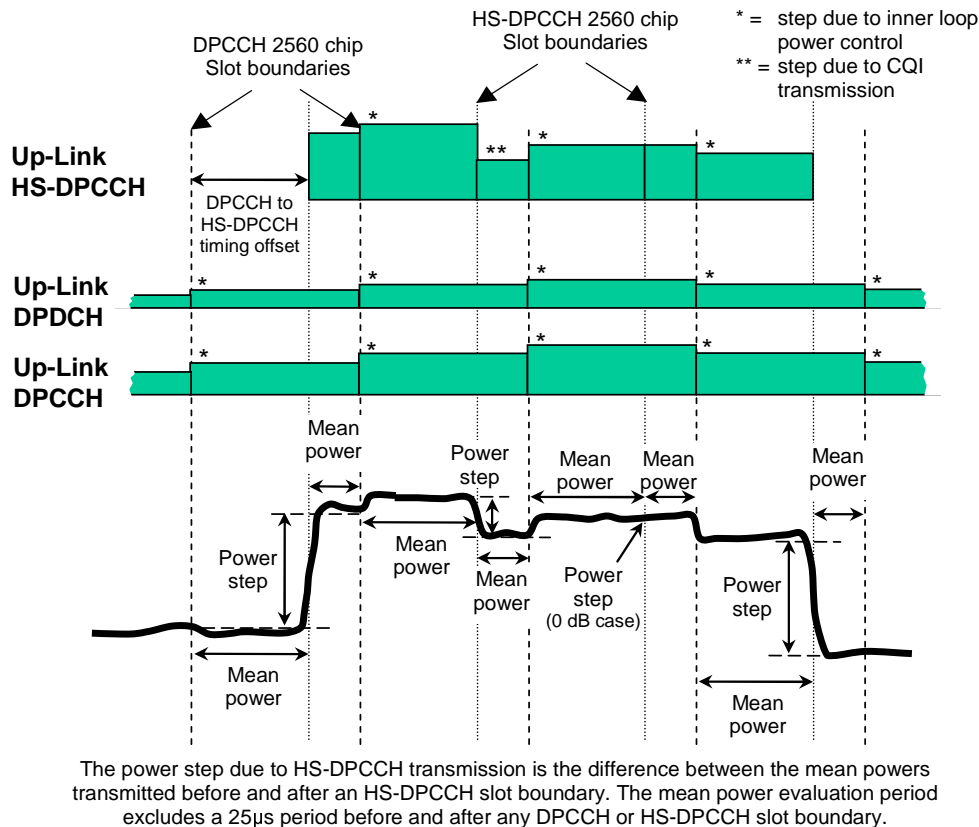 DPCCH 2560 chip
Slot boundaries
HS-DPCCH 2560 chip
Slot boundaries
* = step due to inner loop
power control
** = step due to CQI
transmission
Up-Link
HS-DPCCH
*
**
*
*
DPCCH to
HS-DPCCH
timing offset
Up-Link
DPDCH
*
*
*
*
*
Up-Link
DPCCH
*
*
*
*
*
Mean
power
Power
step
Mean
power
Mean
power
Mean
power
Power
step
Mean
power
Mean
power
Power
step
(0 dB case)
Power
step
Mean
power
Mean
power
The power step due to HS-DPCCH transmission is the difference between the mean powers
transmitted before and after an HS-DPCCH slot boundary. The mean power evaluation period
excludes a 25µs period before and after any DPCCH or HS-DPCCH slot boundary.